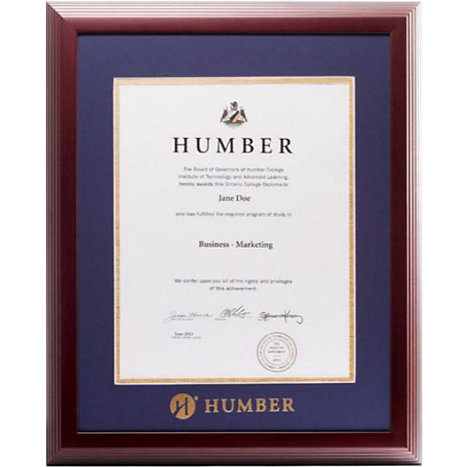 HUMBER
The Board of Governors of Humber College
Institute of Technology and Advanced Learning,
hereby awards this Ontario College Diploma to
Jane Doe
who has fulfilled the required program of study in
Business - Marketing
We confer upon you all of the rights and privileges
of this achievement.
June 2013
HUMBER